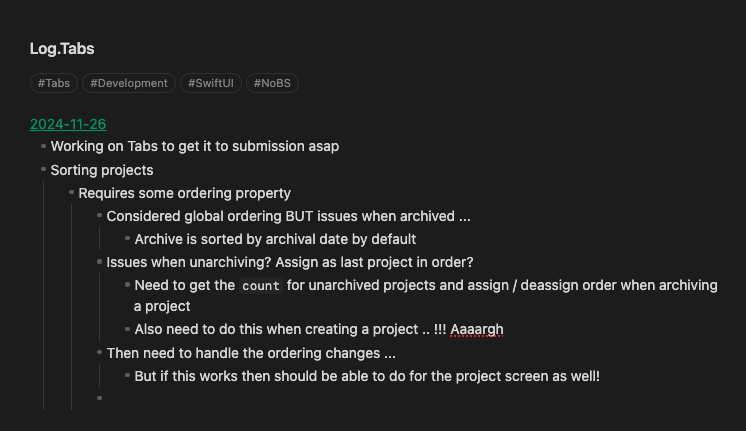 Log.Tabs
#Tabs #Development #SwiftUI #NoBS
2024-11-26
Working on Tabs to get it to submission asap
Sorting projects
Requires some ordering property
Considered global ordering BUT issues when archived ...
Archive is sorted by archival date by default
Issues when unarchiving? Assign as last project in order?
Need to get the count for unarchived projects and assign / deassign order when archiving
a project
Also need to do this when creating a project .. !!! Aaaargh
Then need to handle the ordering changes ...
But if this works then should be able to do for the project screen as well!